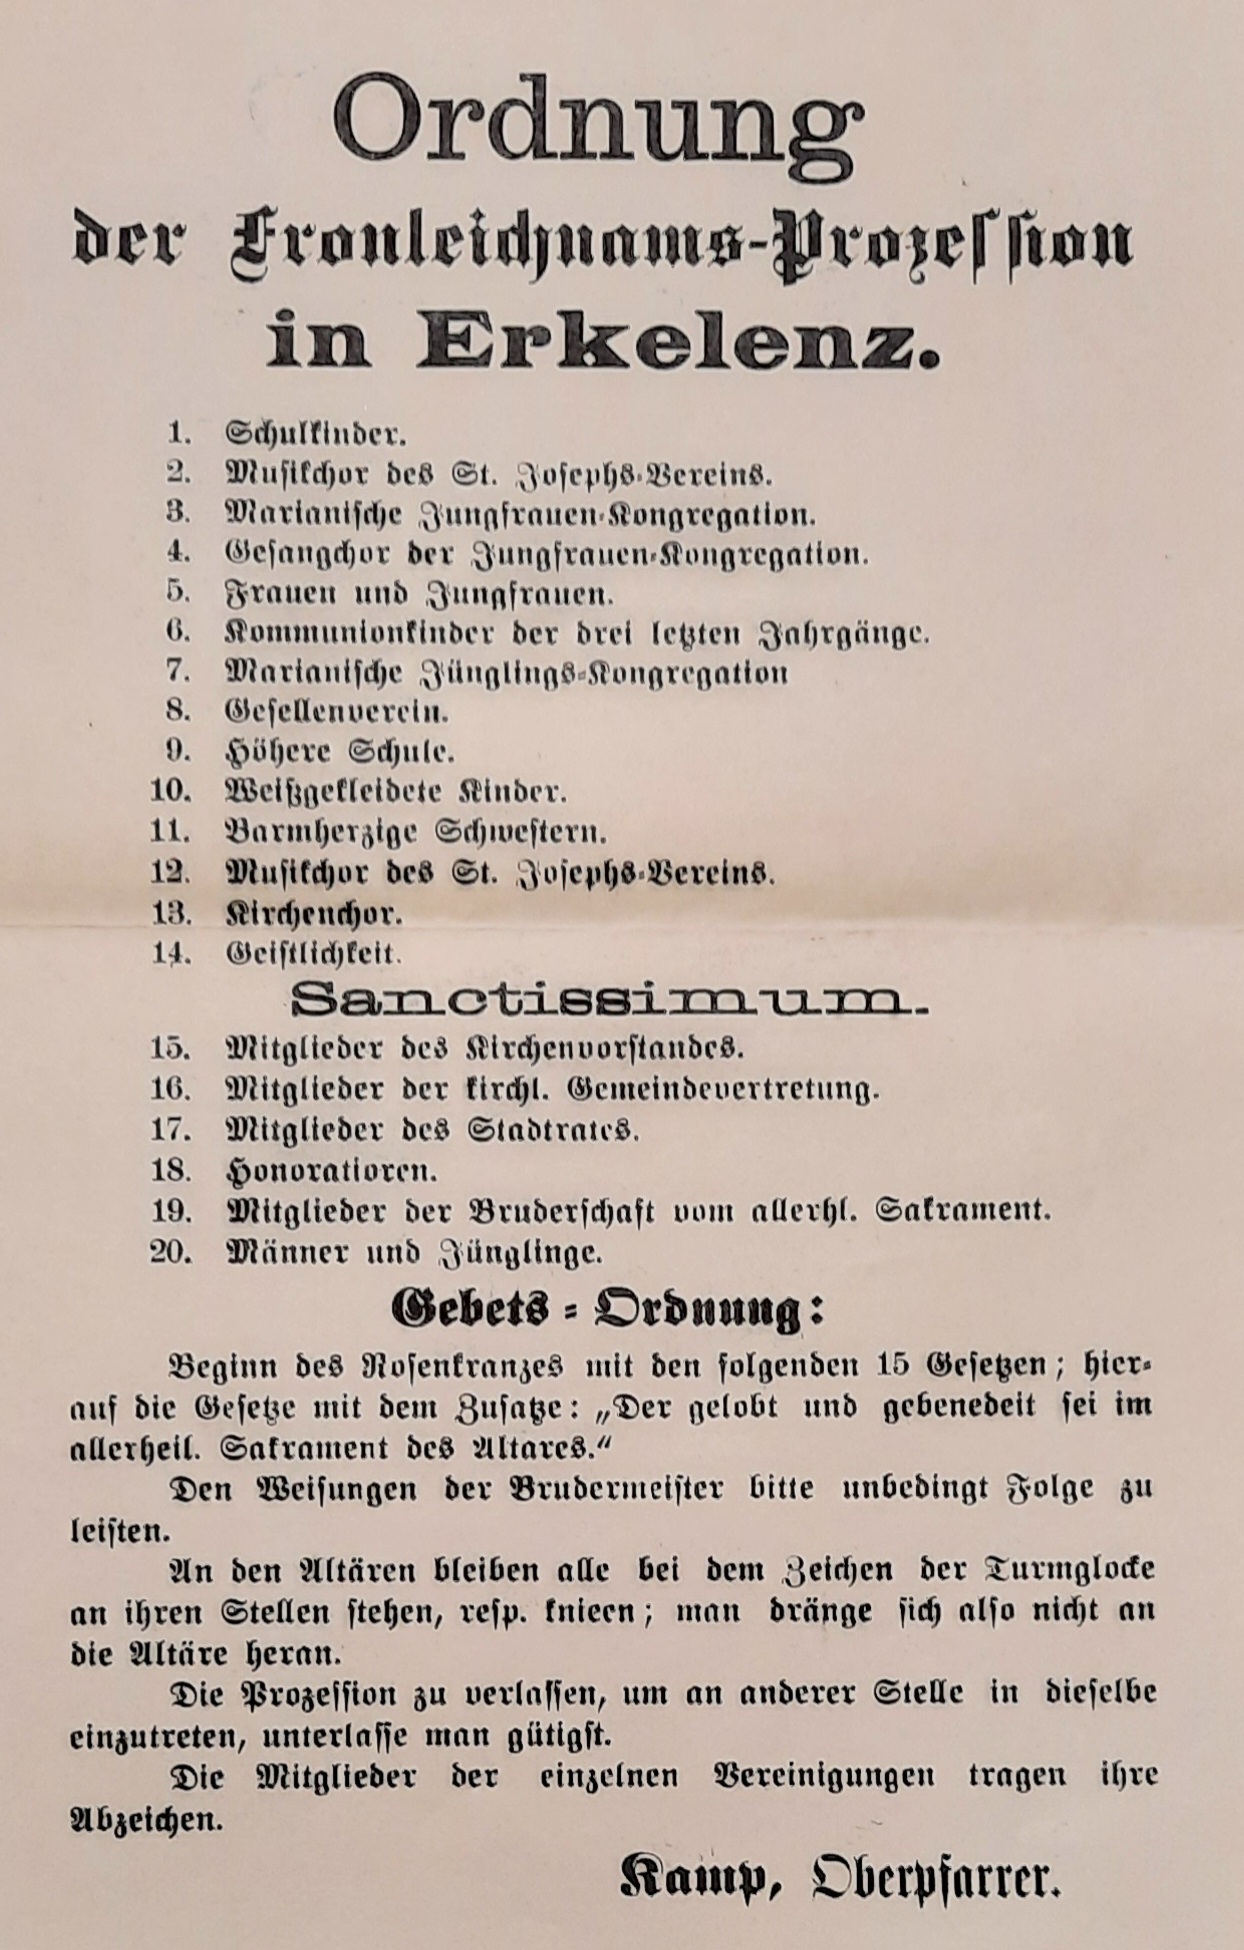 Ordnung
der Fronleichnams-Prozession
in Erkelenz.
1. Schulkinder.
2. Musikchor des St. Josephs-Vereins.
3. Marianische Jungfrauen-Kongregation.
4. Gesangchor der Jungfrauen-Kongregation.
5. Frauen und Jungfrauen.
6. Kommunionkinder der drei letzten Jahrgänge.
7. Marianische Jünglings-Kongregation
8. Gesellenverein.
9. Höhere Schule.
10. Weißgekleidete Kinder.
11. Barmherzige Schwestern.
12. Musikchor des St. Josephs-Vereins.
13. Kirchenchor.
14. Geistlichkeit.
Sanctissimum.
15. Mitglieder des Kirchenvorstandes.
16. Mitglieder der kirchl. Gemeindevertretung.
17. Mitglieder des Stadtrates.
18. Honoratioren.
19. Mitglieder der Bruderschaft vom allerhl. Sakrament.
20. Männer und Jünglinge.
Gebets-Ordnung:
Beginn des Rosenkranzes mit den folgenden 15 Gesetzen; hier-
auf die Gesetze mit dem Zusatze: „Der gelobt und gebenedeit sei im
allerheil. Sakrament des Altares.“
Den Weisungen der Brudermeister bitte unbedingt Folge zu
leisten.
An den Altären bleiben alle bei dem Zeichen der Turmglocke
an ihren Stellen stehen, resp. knieen; man dränge sich also nicht an
die Altäre heran.
Die Prozession zu verlassen, um an anderer Stelle in dieselbe
einzutreten, unterlasse man gütigst.
Die Mitglieder der einzelnen Vereinigungen tragen ihre
Abzeichen.
Kamp, Oberpfarrer.